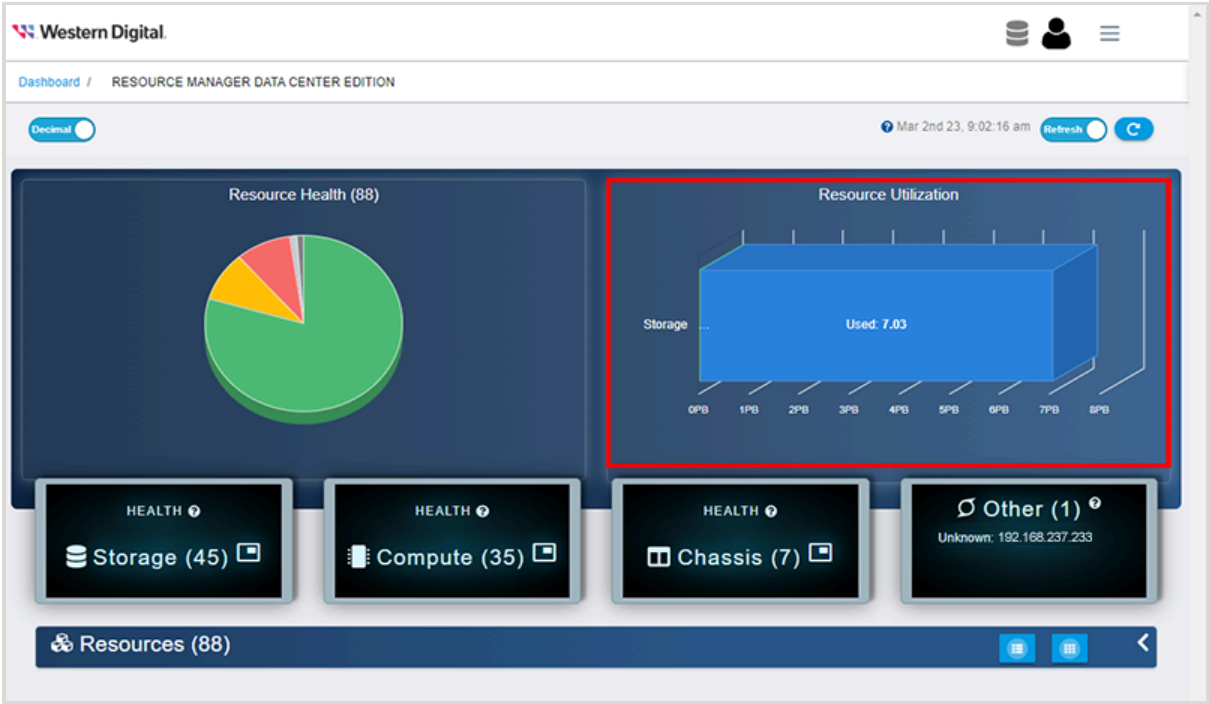 Western Digital.
Dashboard / RESOURCE MANAGER DATA CENTER EDITION
Decimal
Mar 2nd 23, 9:02:16 am Refresh
Resource Health (88)
Resource Utilization
Storage ...
Used: 7.03
0PB 1PB 2PB 3PB 4PB 5PB 6PB 7PB 8PB
HEALTH
Storage (45)
HEALTH
Compute (35)
HEALTH
Chassis (7)
Other (1)
Unknown: 192.168.237.233
Resources (88)